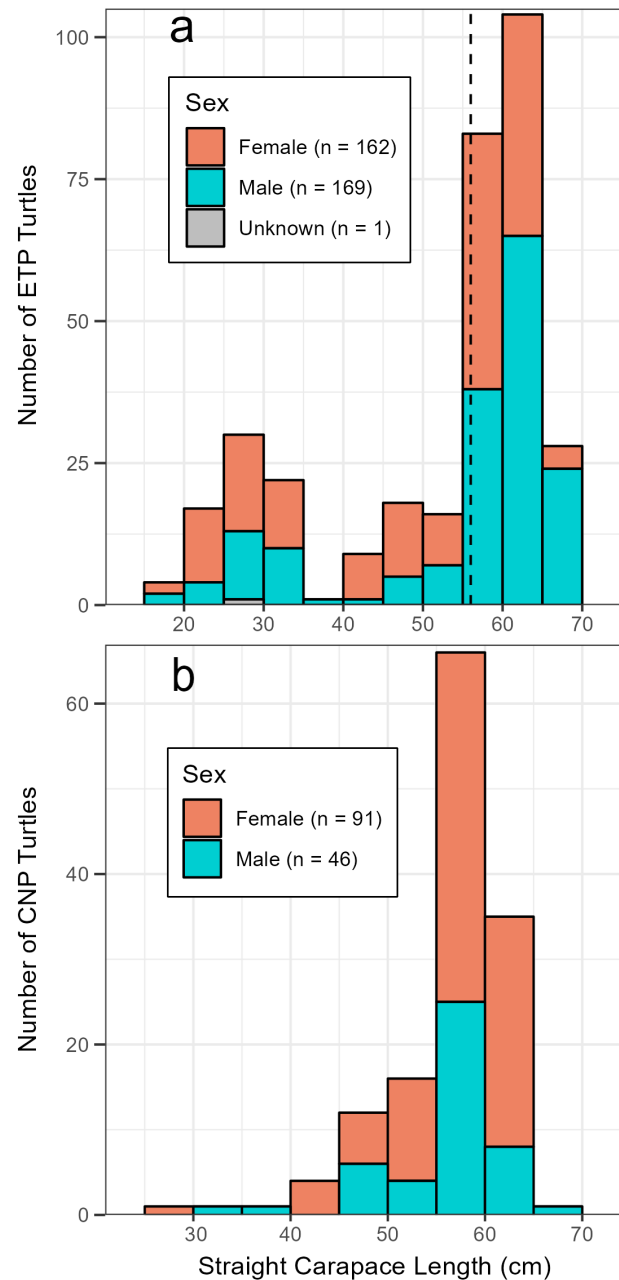 a
Number of ETP Turtles
100
75
50
25
0
Sex
Female (n = 162)
Male (n = 169)
Unknown (n = 1)
20 30 40 50 60 70
b
Number of CNP Turtles
60
40
20
0
Sex
Female (n = 91)
Male (n = 46)
30 40 50 60 70
Straight Carapace Length (cm)